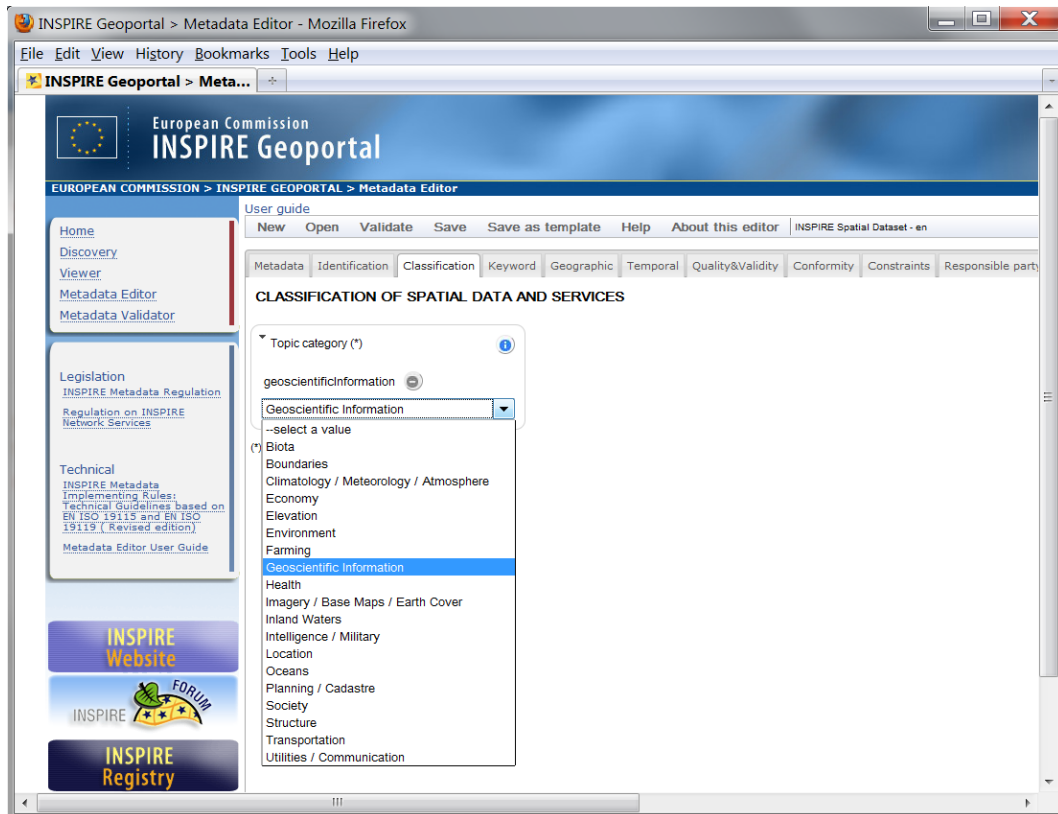 INSPIRE Geoportal > Metadata Editor - Mozilla Firefox
File Edit View History Bookmarks Tools Help
INSPIRE Geoportal > Meta...
European Commission
INSPIRE Geoportal
EUROPEAN COMMISSION > INSPIRE GEOPORTAL > Metadata Editor
Home
Discovery
Viewer
Metadata Editor
Metadata Validator
Legislation
INSPIRE Metadata Regulation
Regulation on INSPIRE
Network Services
Technical
INSPIRE Metadata
Implementing Rules:
Technical Guidelines based on
EN ISO 19115 and EN ISO
19119 ( Revised edition)
Metadata Editor User Guide
INSPIRE
Website
INSPIRE FORUM
INSPIRE
Registry
User guide
New Open Validate Save Save as template Help About this editor INSPIRE Spatial Dataset - en
Metadata Identification Classification Keyword Geographic Temporal Quality&Validity Conformity Constraints Responsible party
CLASSIFICATION OF SPATIAL DATA AND SERVICES
Topic category (*)
geoscientificInformation
Geoscientific Information
(*)
--select a value
Biota
Boundaries
Climatology / Meteorology / Atmosphere
Economy
Elevation
Environment
Farming
Geoscientific Information
Health
Imagery / Base Maps / Earth Cover
Inland Waters
Intelligence / Military
Location
Oceans
Planning / Cadastre
Society
Structure
Transportation
Utilities / Communication